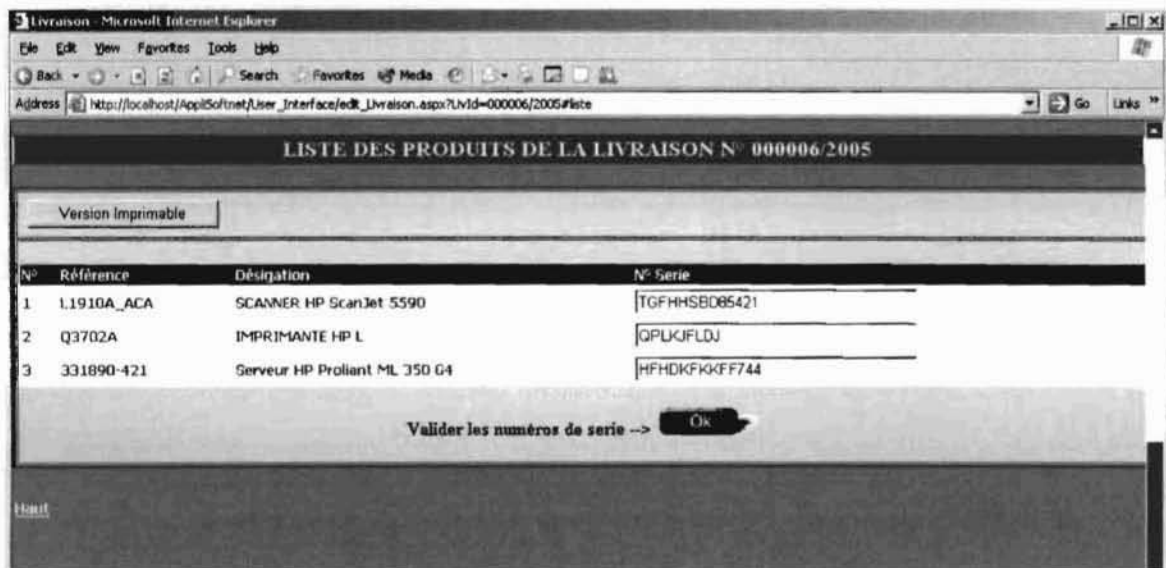 Livraison - Microsoft Internet Explorer
File Edit View Favorites Tools Help
Back Search Favorites Media
Address http://localhost/AppliSoftnet/User_Interface/edit_Livraison.aspx?LivId=000006/2005#liste Go Links »
LISTE DES PRODUITS DE LA LIVRAISON N° 000006/2005
Version Imprimable
N° Référence Désigation N° Serie
1 L1910A_ACA SCANNER HP ScanJet 5590 TGFHHSBD85421
2 Q3702A IMPRIMANTE HP L QPLKJFLDJ
3 331890-421 Serveur HP Proliant ML 350 G4 HFHDKFKKFF744
Valider les numéros de serie --> Ok
Haut